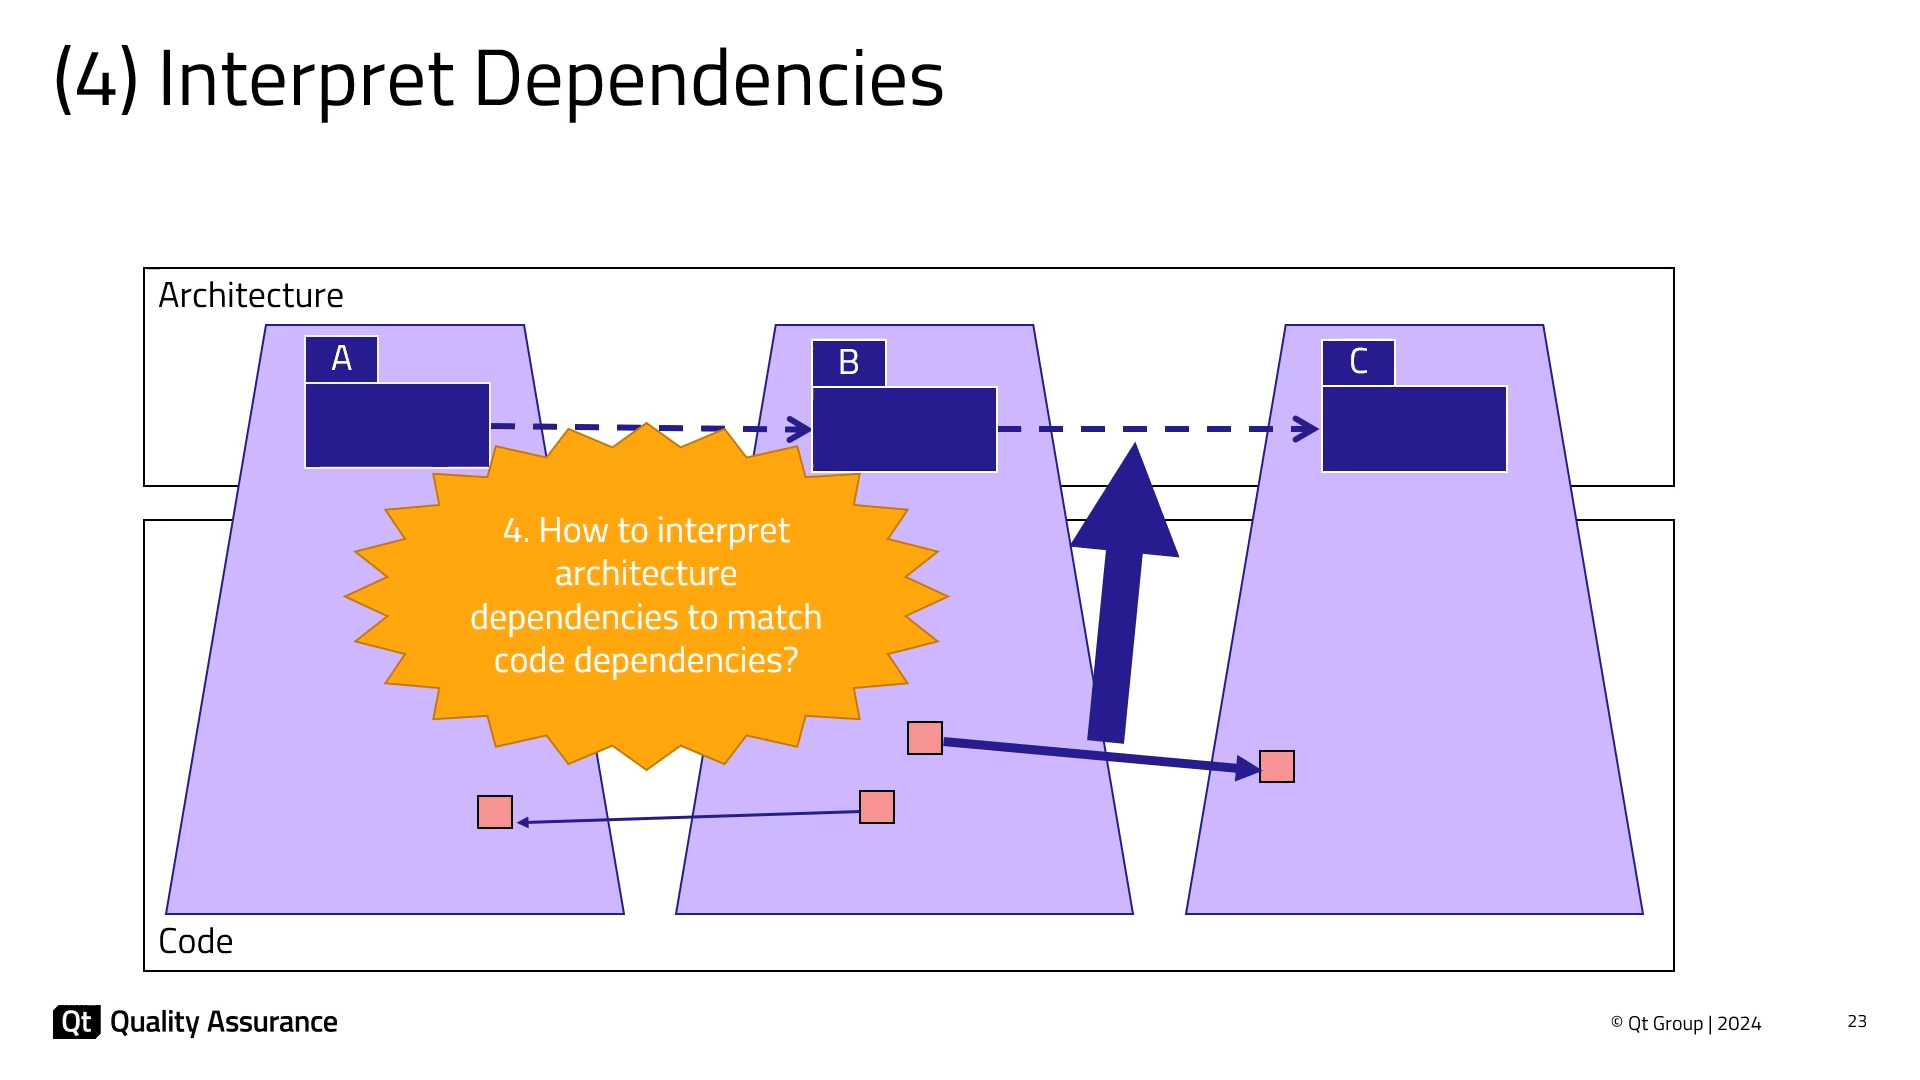 (4) Interpret Dependencies
Architecture
A
B
C
4. How to interpret
architecture
dependencies to match
code dependencies?
Code
Qt Quality Assurance
© Qt Group | 2024
23